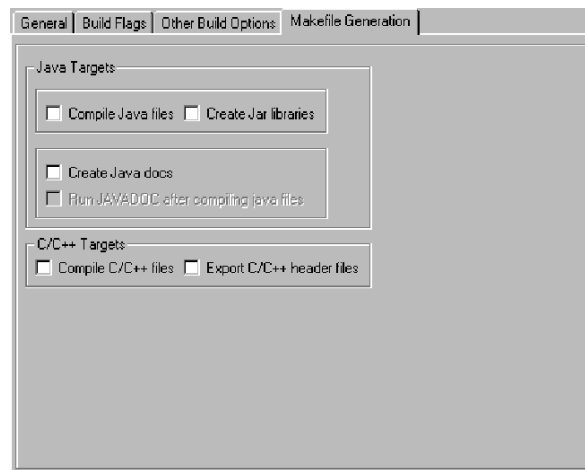 General Build Flags Other Build Options Makefile Generation
Java Targets
Compile Java files Create Jar libraries
Create Java docs
Run JAVADOC after compiling java files
C/C++ Targets
Compile C/C++ files Export C/C++ header files